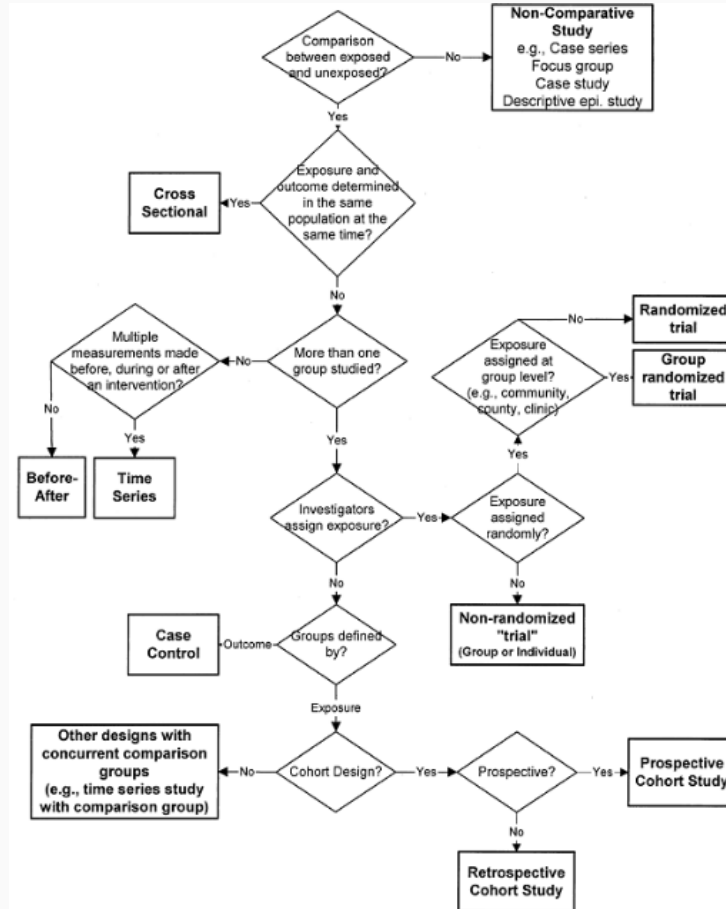 Comparison
between exposed
and unexposed?
No
Non-Comparative
Study
e.g., Case series
Focus group
Case study
Descriptive epi. study
Yes
Exposure and
outcome determined
in the same
population at the
same time?
Yes
Cross
Sectional
No
More than one
group studied?
No
Multiple
measurements made
before, during or after
an intervention?
No
Yes
Before-
After
Time
Series
Yes
Investigators
assign exposure?
Yes
Exposure
assigned
randomly?
Yes
Exposure
assigned at
group level?
(e.g., community,
county, clinic)
No
Randomized
trial
Yes
Group
randomized
trial
No
Non-randomized
"trial"
(Group or Individual)
No
Groups defined
by?
Outcome
Case
Control
Exposure
Cohort Design?
No
Other designs with
concurrent comparison
groups
(e.g., time series study
with comparison group)
Yes
Prospective?
Yes
Prospective
Cohort Study
No
Retrospective
Cohort Study